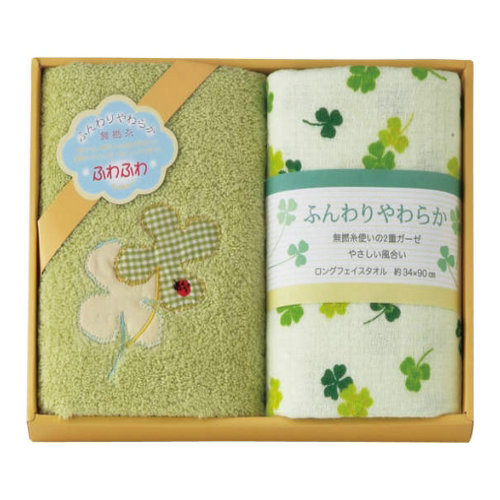 ふんわりやわらか
無撚糸
ふわふわ
ふんわりやわらか
無撚糸使いの2重ガーゼ
やさしい風合い
ロングフェイスタオル 約34×90㎝